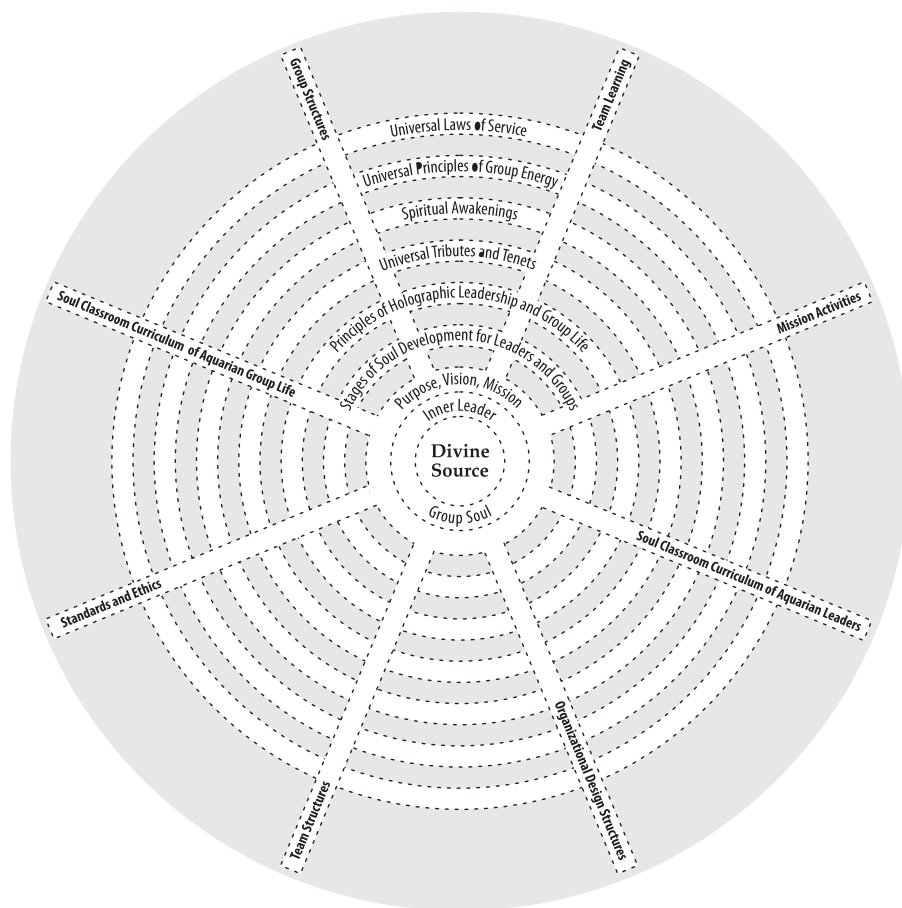 Group Structures
Team Learning
Universal Laws of Service
Universal Principles of Group Energy
Spiritual Awakenings
Universal Tributes and Tenets
Principles of Holographic Leadership and Group Life
Stages of Soul Development for Leaders and Groups
Purpose, Vision, Mission
Inner Leader
Divine
Source
Group Soul
Soul Classroom Curriculum of Aquarian Group Life
Mission Activities
Standards and Ethics
Soul Classroom Curriculum of Aquarian Leaders
Team Structures
Organizational Design Structures